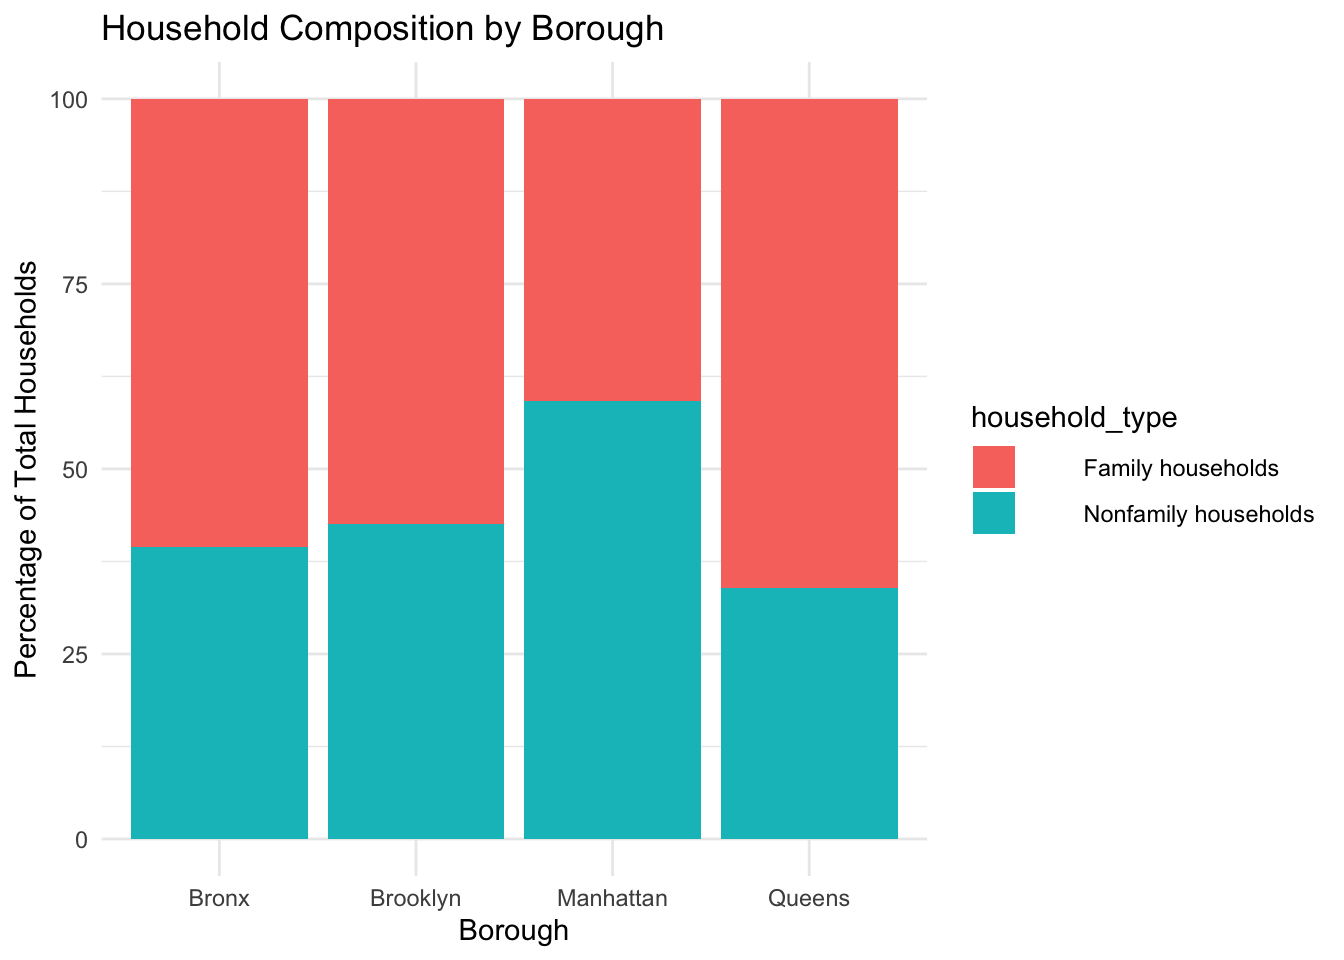 Household Composition by Borough
Percentage of Total Households
100
75
50
25
0
Bronx
Brooklyn
Manhattan
Queens
Borough
household_type
Family households
Nonfamily households